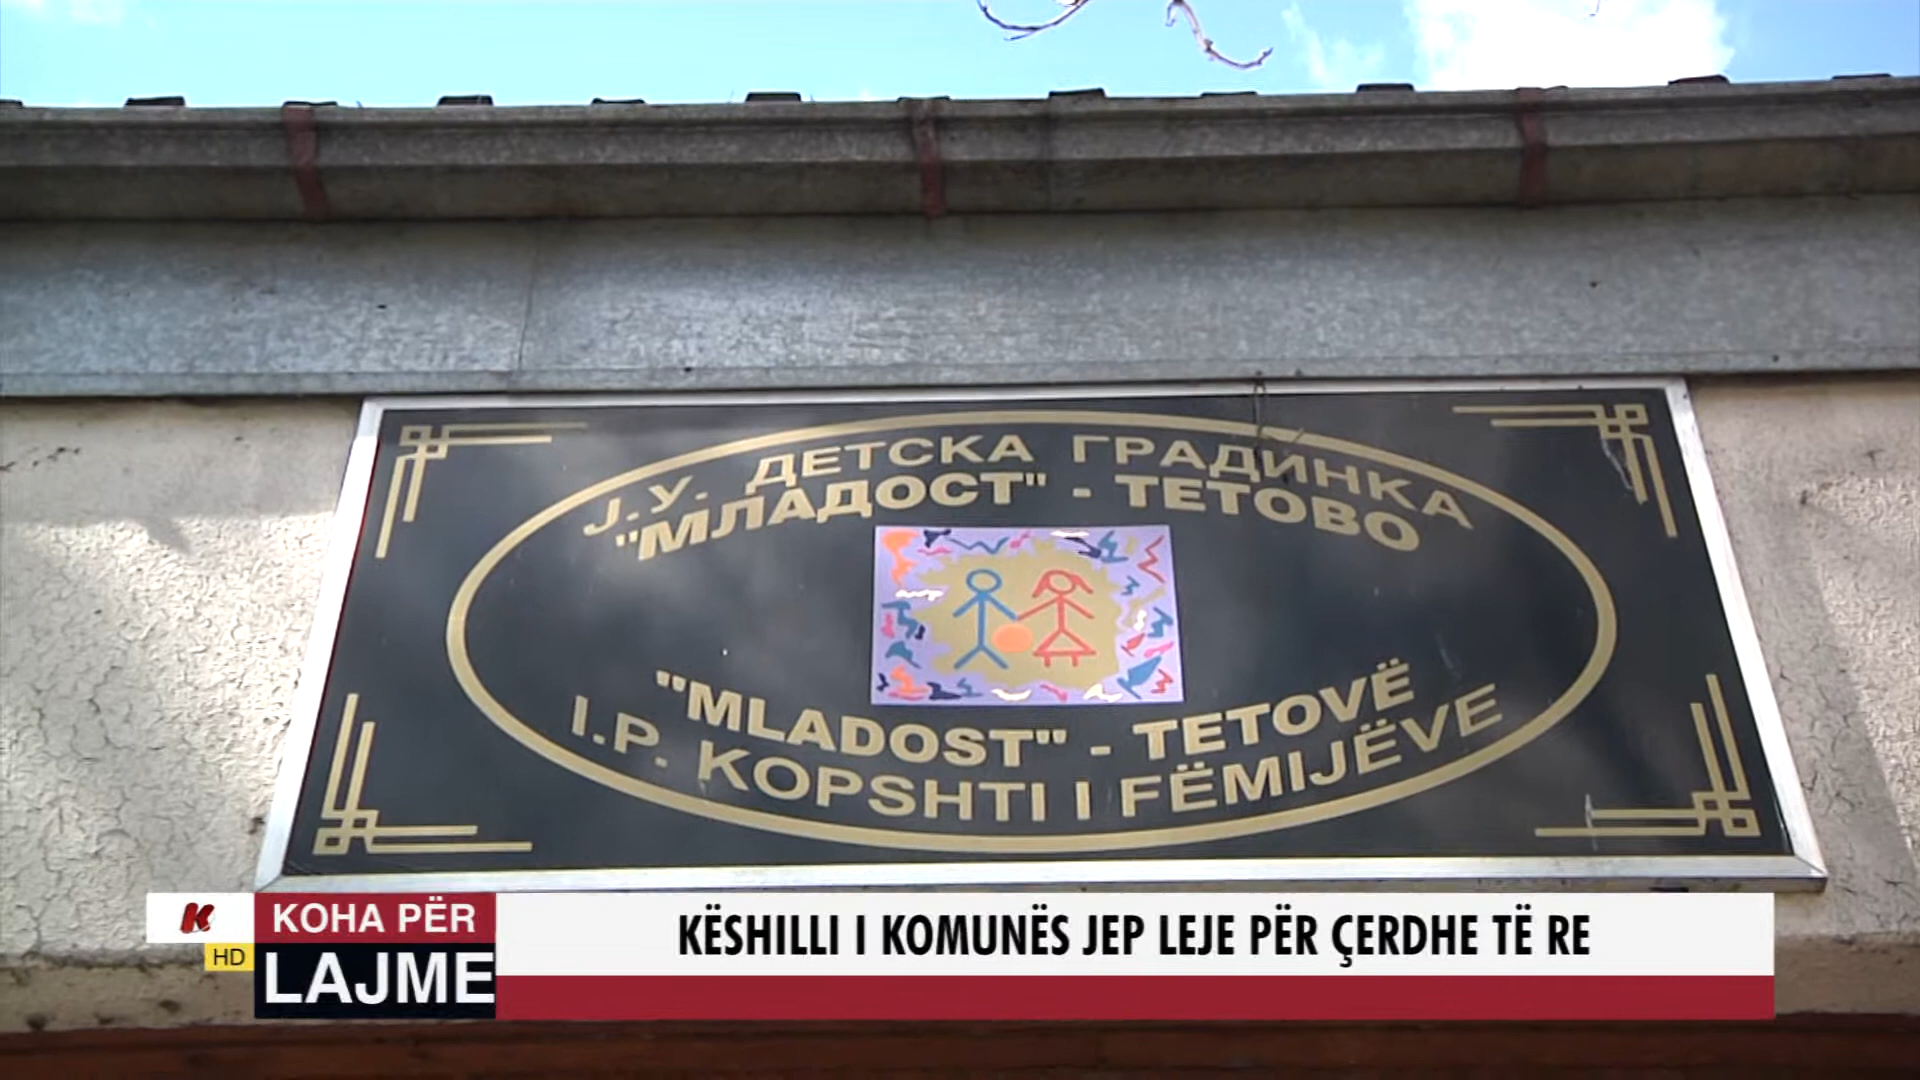 Ј.У. ДЕТСКА ГРАДИНКА
"МЛАДОСТ" - ТЕТОВО
"MLADOST" - TETOVË
I.P. KOPSHTI I FËMIJËVE
K
HD
KOHA PËR
LAJME
KËSHILLI I KOMUNËS JEP LEJE PËR ÇERDHE TË RE